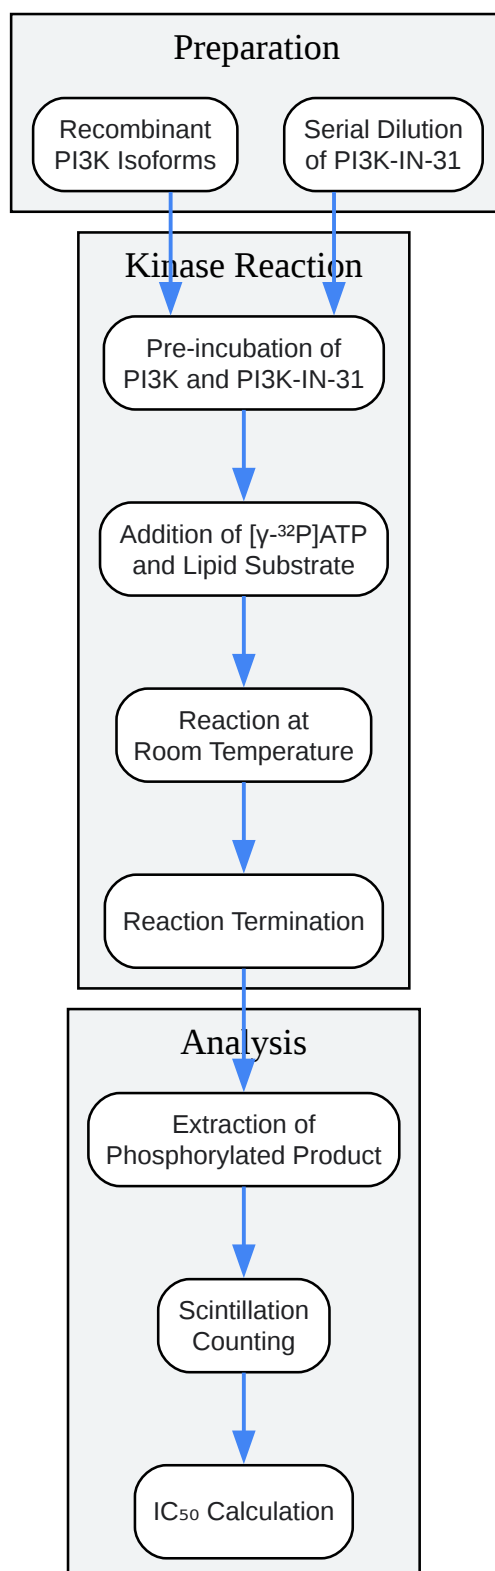 Preparation
Recombinant
PI3K Isoforms
Serial Dilution
of PI3K-IN-31
Kinase Reaction
Pre-incubation of
PI3K and PI3K-IN-31
Addition of [γ-³²P]ATP
and Lipid Substrate
Reaction at
Room Temperature
Reaction Termination
Analysis
Extraction of
Phosphorylated Product
Scintillation
Counting
IC₅₀ Calculation